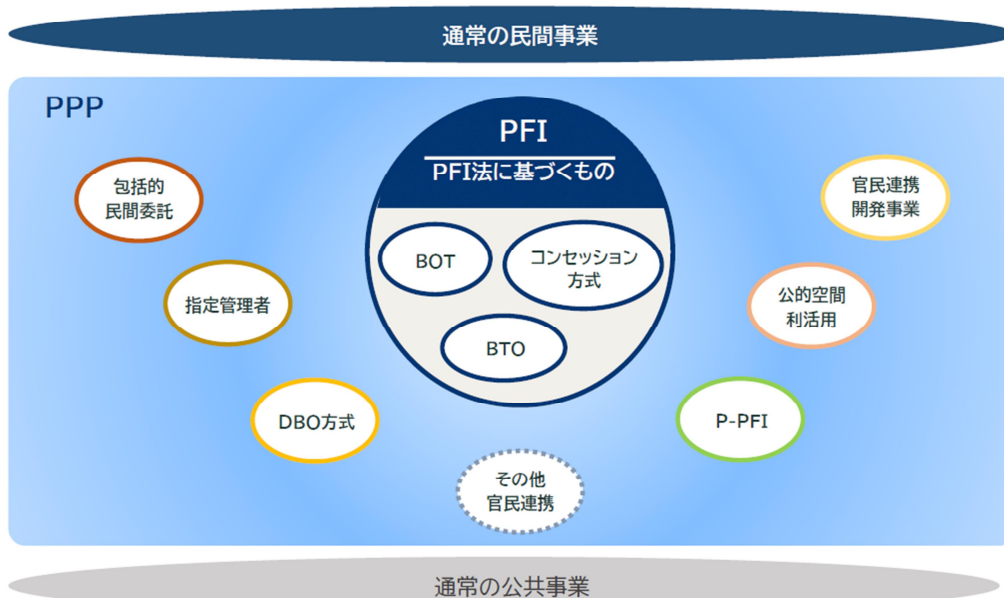 通常の民間事業
PPP
PFI
PFI法に基づくもの
包括的
民間委託
官民連携
開発事業
BOT
コンセッション
方式
指定管理者
公的空間
利活用
BTO
DBO方式
P-PFI
その他
官民連携
通常の公共事業